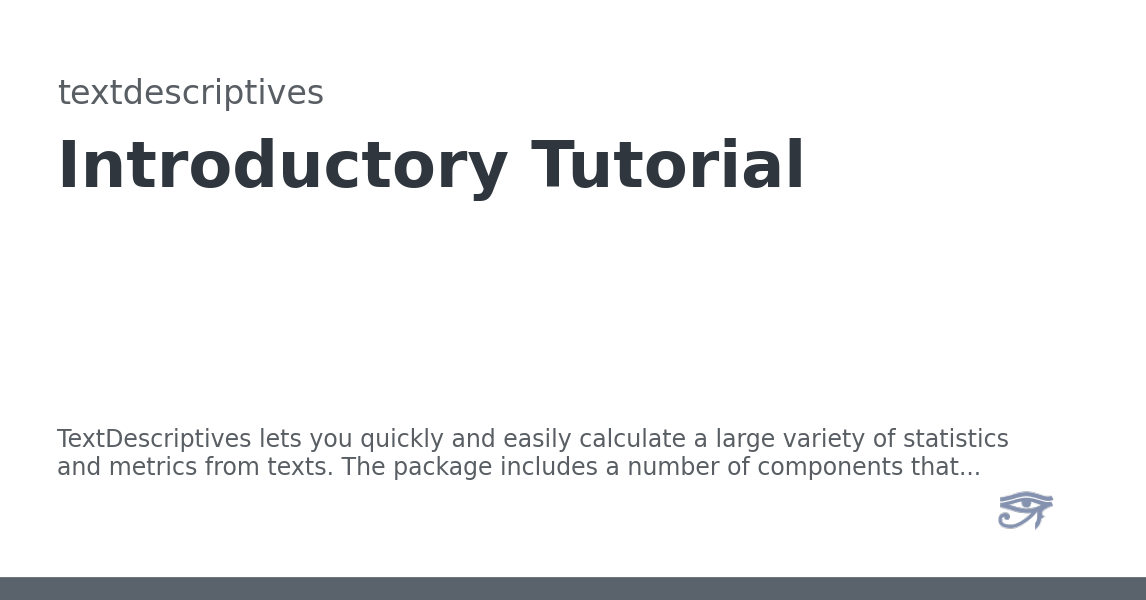 textdescriptives
Introductory Tutorial
TextDescriptives lets you quickly and easily calculate a large variety of statistics
and metrics from texts. The package includes a number of components that...